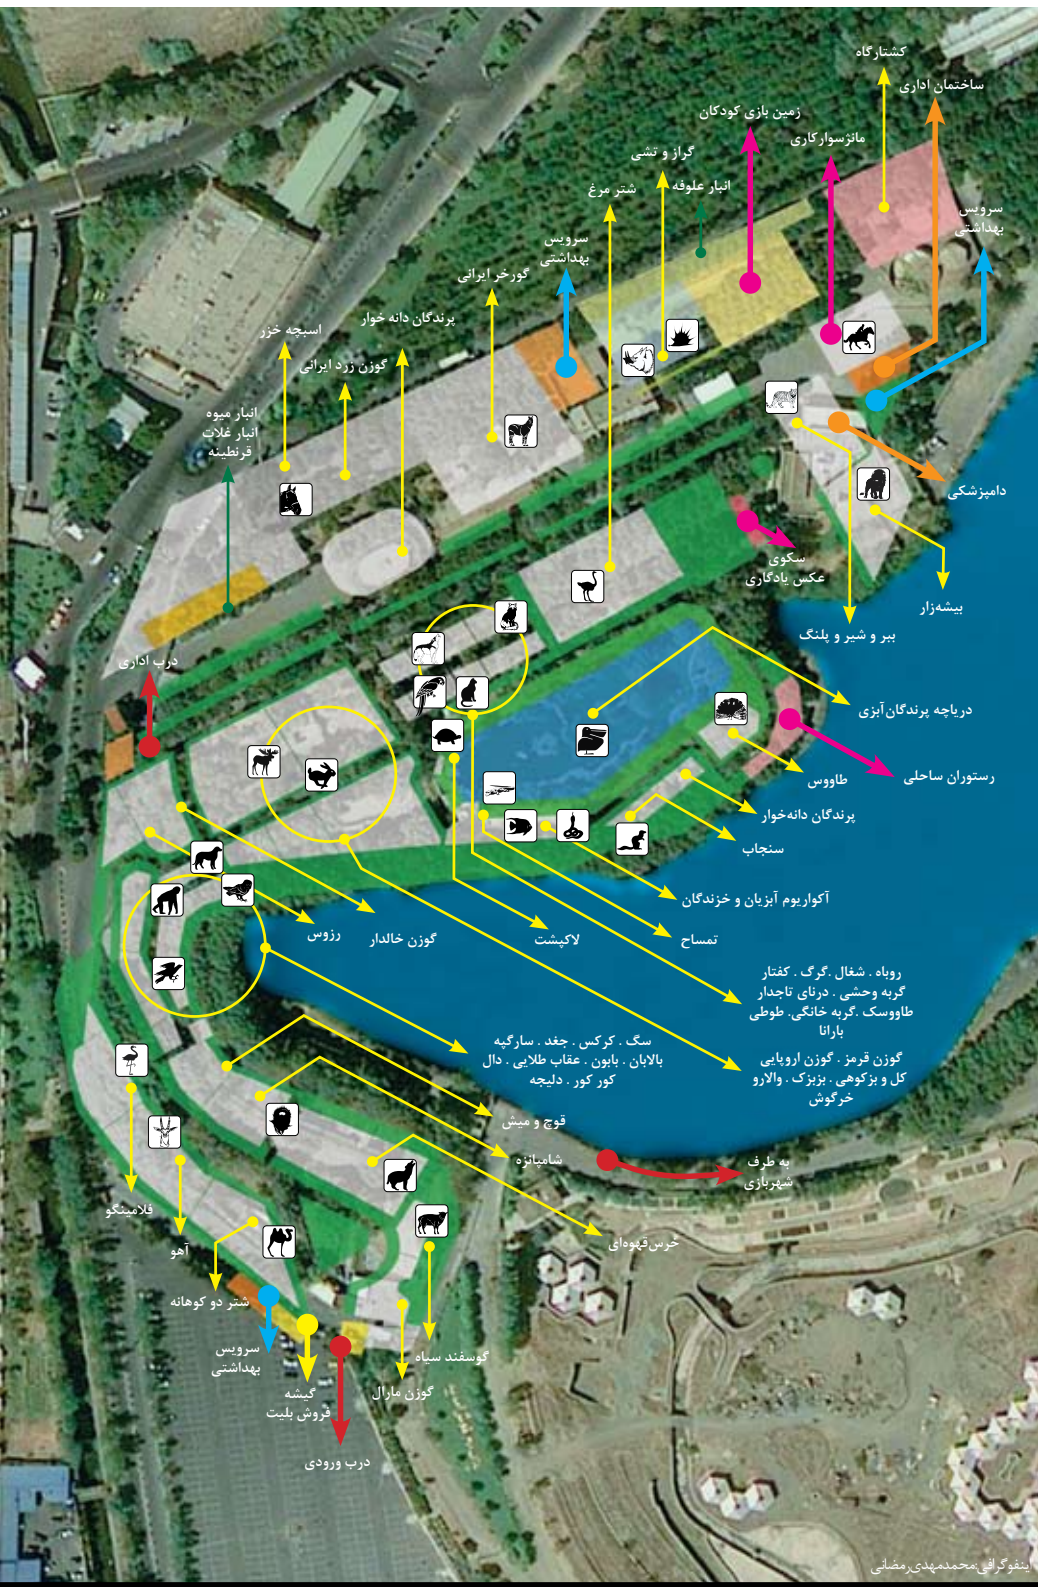 کشتارگاه
ساختمان اداری
زمین بازی کودکان
مانژسوارکاری
گراز و تشی
انبار علوفه
شتر مرغ
سرویس
بهداشتی
سرویس
بهداشتی
گورخر ایرانی
پرندگان دانه خوار
اسبچه خزر
گوزن زرد ایرانی
انبار میوه
انبار غلات
قرنطینه
دامپزشکی
سکوی
عکس یادگاری
بیشه‌زار
ببر و شیر و پلنگ
درب اداری
دریاچه پرندگان آبزی
رستوران ساحلی
طاووس
پرندگان دانه‌خوار
سنجاب
آکواریوم آبزیان و خزندگان
تمساح
لاکپشت
گوزن خالدار
رزوس
روباه . شغال .گرگ . کفتار
گربه وحشی . درنای تاجدار
طاووسک .گربه خانگی. طوطی
بارانا
گوزن قرمز . گوزن اروپایی
کل و بزکوهی . بزبزک . والارو
خرگوش
سگ . کرکس . جغد . سارگپه
بالابان . بابون . عقاب طلایی . دال
کور کور . دلیجه
قوچ و میش
شامپانزه
به طرف
شهربازی
فلامینگو
آهو
خرس‌قهوه‌ای
شتر دو کوهانه
سرویس
بهداشتی
گوسفند سیاه
گیشه
فروش بلیت
گوزن مارال
درب ورودی
اینفوگرافی:محمدمهدی‌رمضانی